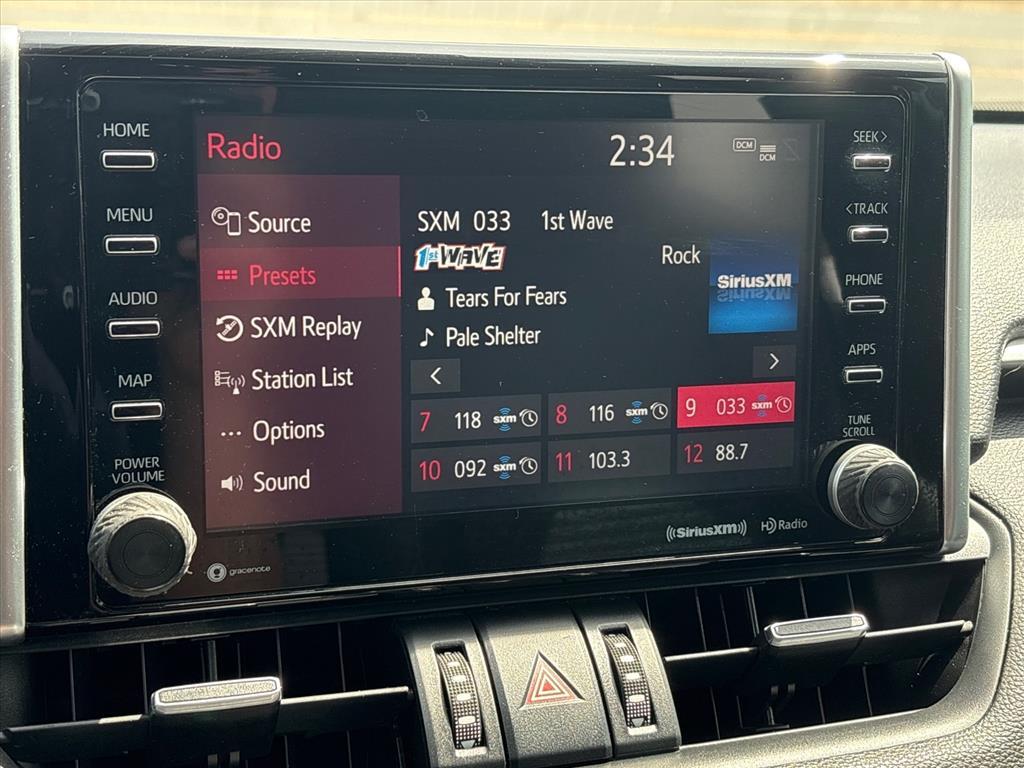 HOME
MENU
AUDIO
MAP
POWER
VOLUME
Radio
2:34
DCM
DCM
Source
Presets
SXM Replay
Station List
Options
Sound
SXM 033 1st Wave
1st WAVE
Rock
SiriusXM
Tears For Fears
Pale Shelter
<
>
7 118 sxm
8 116 sxm
9 033 sxm
10 092 sxm
11 103.3
12 88.7
gracenote
SiriusXM
HD Radio
SEEK>
<TRACK
PHONE
APPS
TUNE
SCROLL